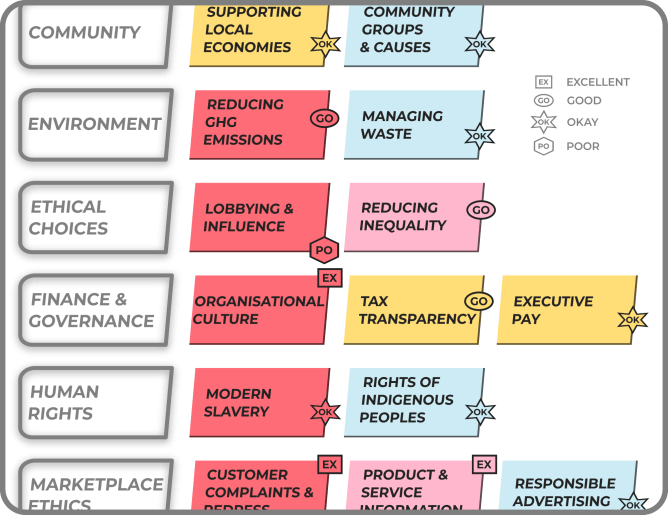 COMMUNITY
SUPPORTING
LOCAL
ECONOMIES
OK
COMMUNITY
GROUPS
& CAUSES
OK
EX EXCELLENT
GO GOOD
OK OKAY
PO POOR
ENVIRONMENT
REDUCING
GHG
EMISSIONS
GO
MANAGING
WASTE
OK
ETHICAL
CHOICES
LOBBYING &
INFLUENCE
PO
REDUCING
INEQUALITY
GO
FINANCE &
GOVERNANCE
EX
ORGANISATIONAL
CULTURE
TAX
TRANSPARENCY
GO
EXECUTIVE
PAY
OK
HUMAN
RIGHTS
MODERN
SLAVERY
OK
RIGHTS OF
INDIGENOUS
PEOPLES
OK
MARKETPLACE
ETHICS
EX
CUSTOMER
COMPLAINTS &
REDRESS
EX
PRODUCT &
SERVICE
INFORMATION
RESPONSIBLE
ADVERTISING
OK